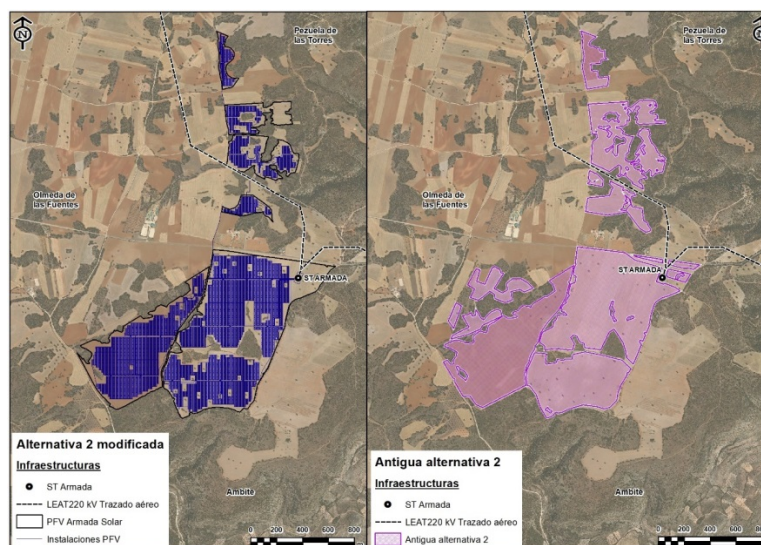 N
Pezuela de
las Torres
Olmeda de
las Fuentes
ST ARMADA
Ambite
Alternativa 2 modificada
Infraestructuras
ST Armada
LEAT220 kV Trazado aéreo
PFV Armada Solar
Instalaciones PFV
0 200 400 600 800
N
Pezuela de
las Torres
Olmeda de
las Fuentes
ST ARMADA
Ambite
Antigua alternativa 2
Infraestructuras
ST Armada
LEAT220 kV Trazado aéreo
Antigua alternativa 2
0 200 400 600 800